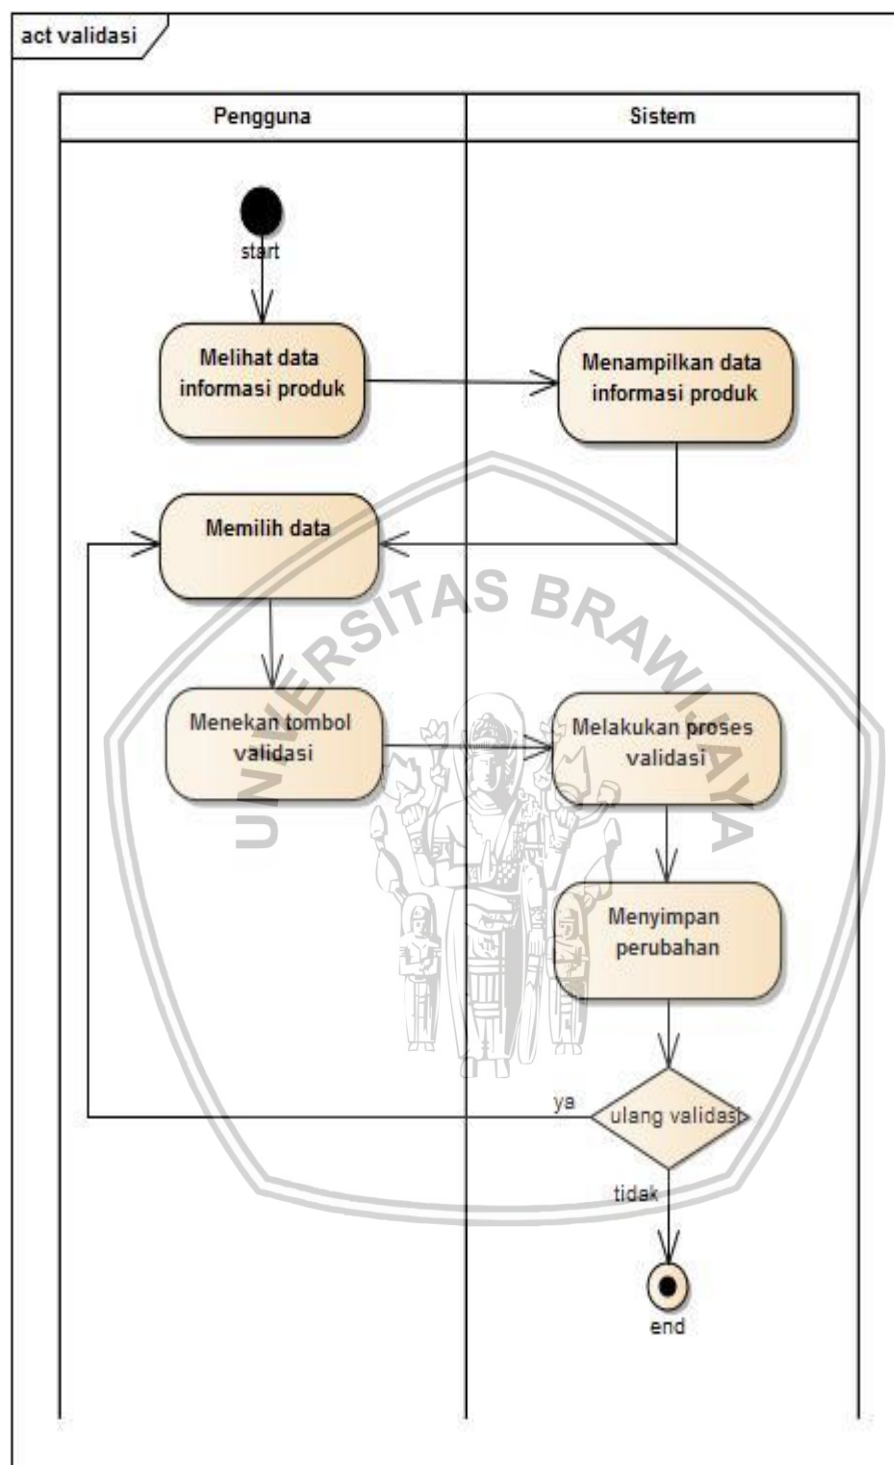 act validasi
Pengguna
Sistem
start
Melihat data
informasi produk
Menampilkan data
informasi produk
Memilih data
UNIVERSITAS BRAWIJAYA
Menekan tombol
validasi
Melakukan proses
validasi
Menyimpan
perubahan
ya
ulang validasi
tidak
end